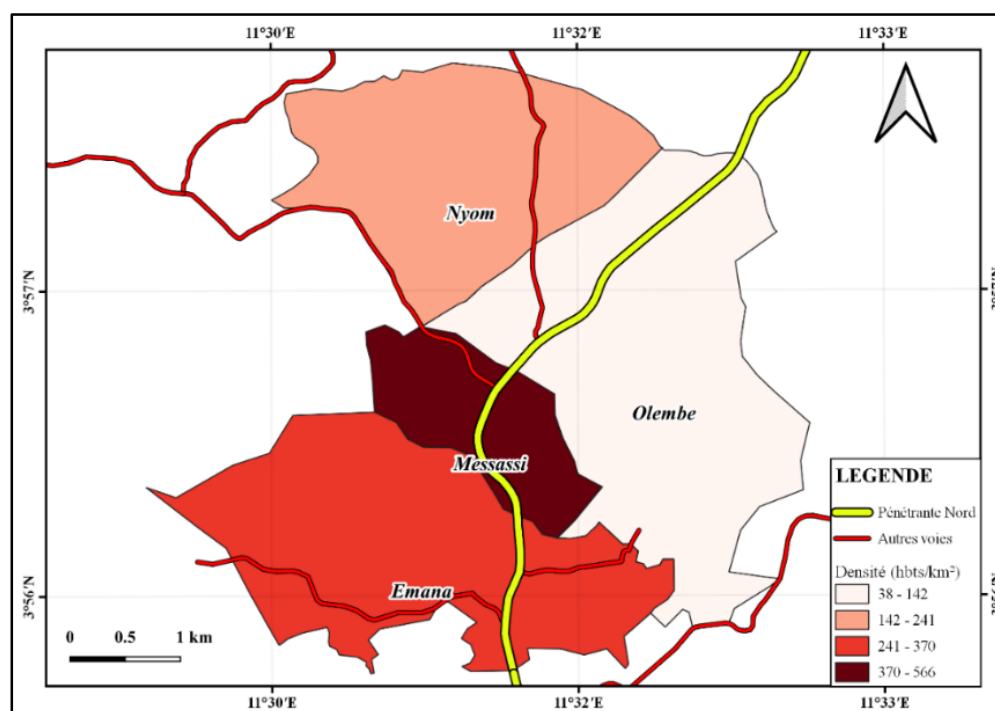 11°30′E 11°32′E 11°33′E
Nyom
3°57′N 3°57′N
Olembe
Messassi
LEGENDE
Pénétrante Nord
Autres voies
Densité (hbts/km²)
38 - 142
142 - 241
241 - 370
370 - 566
Emana
3°56′N
0 0.5 1 km
11°30′E 11°32′E 11°33′E